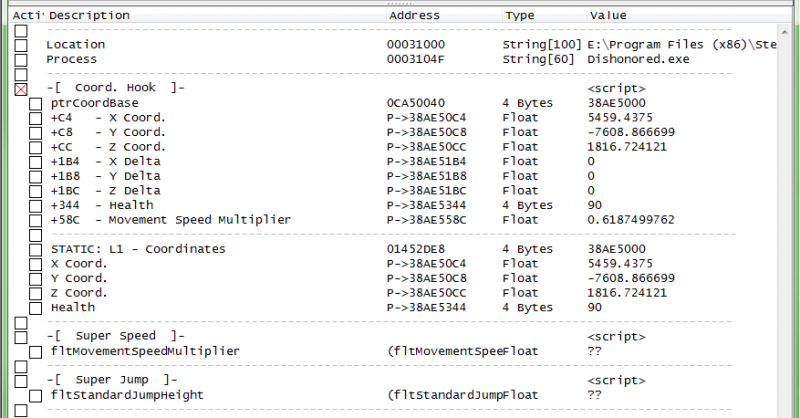 Acti Description Address Type Value
Location 00031000 String[100] E:\Program Files (x86)\Ste
Process 0003104F String[60] Dishonored.exe
-[ Coord. Hook ]- <script>
ptrCoordBase 0CA50040 4 Bytes 38AE5000
+C4 - X Coord. P->38AE50C4 Float 5459.4375
+C8 - Y Coord. P->38AE50C8 Float -7608.866699
+CC - Z Coord. P->38AE50CC Float 1816.724121
+1B4 - X Delta P->38AE51B4 Float 0
+1B8 - Y Delta P->38AE51B8 Float 0
+1BC - Z Delta P->38AE51BC Float 0
+344 - Health P->38AE5344 4 Bytes 90
+58C - Movement Speed Multiplier P->38AE558C Float 0.6187499762
STATIC: L1 - Coordinates 01452DE8 4 Bytes 38AE5000
X Coord. P->38AE50C4 Float 5459.4375
Y Coord. P->38AE50C8 Float -7608.866699
Z Coord. P->38AE50CC Float 1816.724121
Health P->38AE5344 4 Bytes 90
-[ Super Speed ]- <script>
fltMovementSpeedMultiplier (fltMovementSpee Float ??
-[ Super Jump ]- <script>
fltStandardJumpHeight (fltStandardJump Float ??